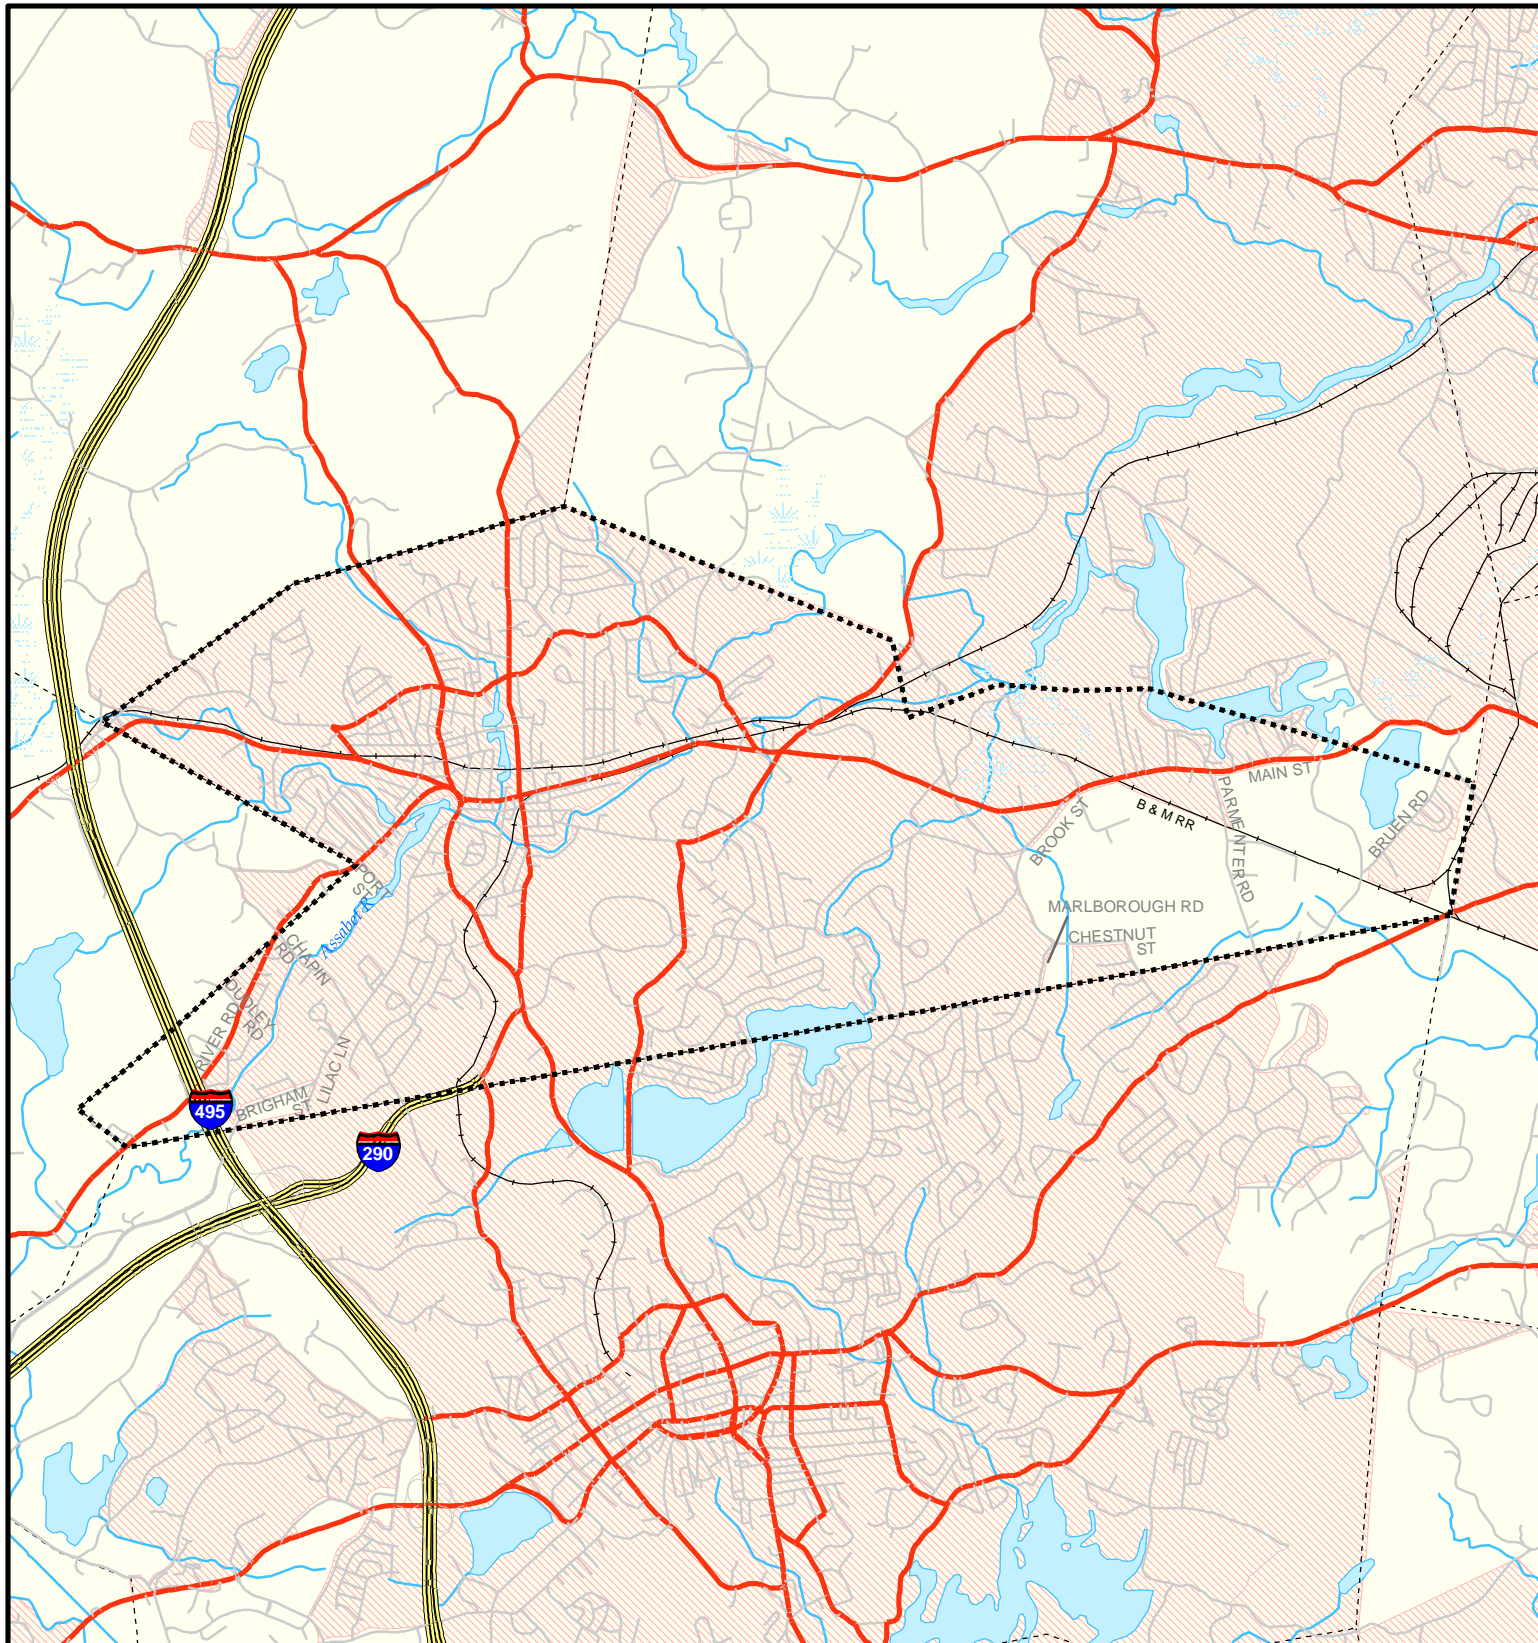 MAIN ST
B & M RR
PARMENTER RD
BROOK ST
BRUEN RD
PORT
ST
Assabet R
MARLBOROUGH RD
CHESTNUT
ST
CHAPIN
RD
DUDLEY
RD
RIVER RD
LILAC LN
BRIGHAM
ST
495
290